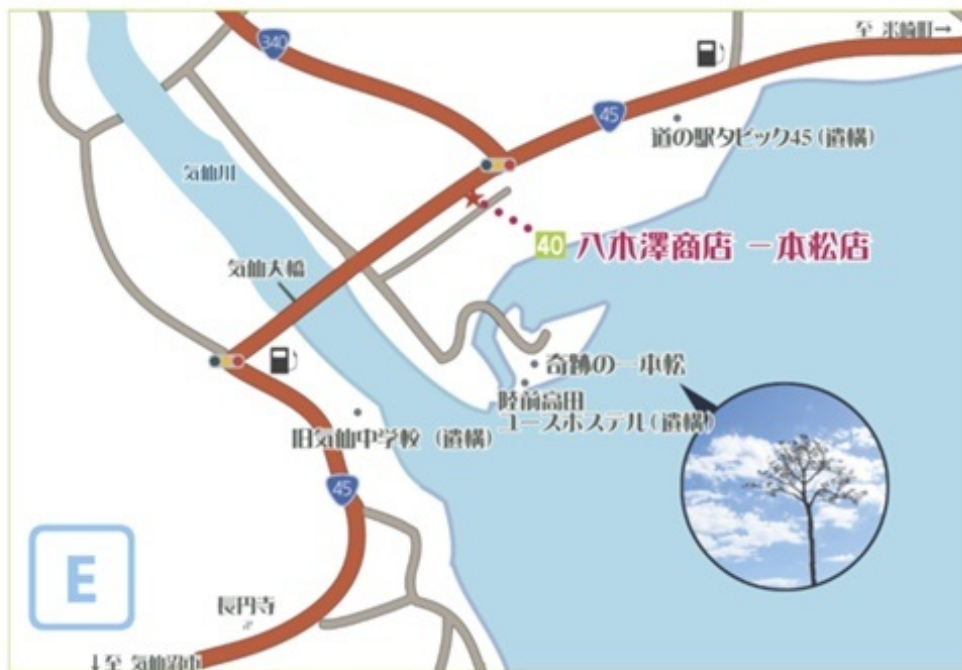 340
至 米崎町→
45
道の駅タピック45（遺構）
気仙川
40 八木澤商店 一本松店
気仙大橋
奇跡の一本松
陸前高田
ユースホステル（遺構）
旧気仙中学校 （遺構）
45
E
長円寺
↓至 気仙沼市